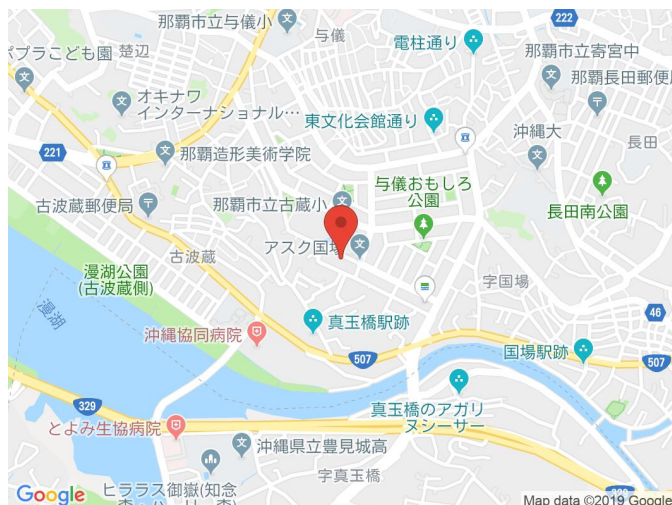 那覇市立与儀小
与儀
電柱通り
222
那覇市立寄宮中
ポプラこども園
楚辺
那覇長田郵便局
オキナワ
インターナショナル…
東文化会館通り
沖縄大
長田
221
那覇造形美術学院
与儀おもしろ
公園
古波蔵郵便局
那覇市立古蔵小
長田南公園
古波蔵
アスク国場
漫湖公園
(古波蔵側)
字国場
漫湖
46
真玉橋駅跡
沖縄協同病院
国場駅跡
507
507
329
真玉橋のアガリ
ヌシーサー
とよみ生協病院
沖縄県立豊見城高
字真玉橋
ヒララス御嶽(知念
Google
Map data ©2019 Google